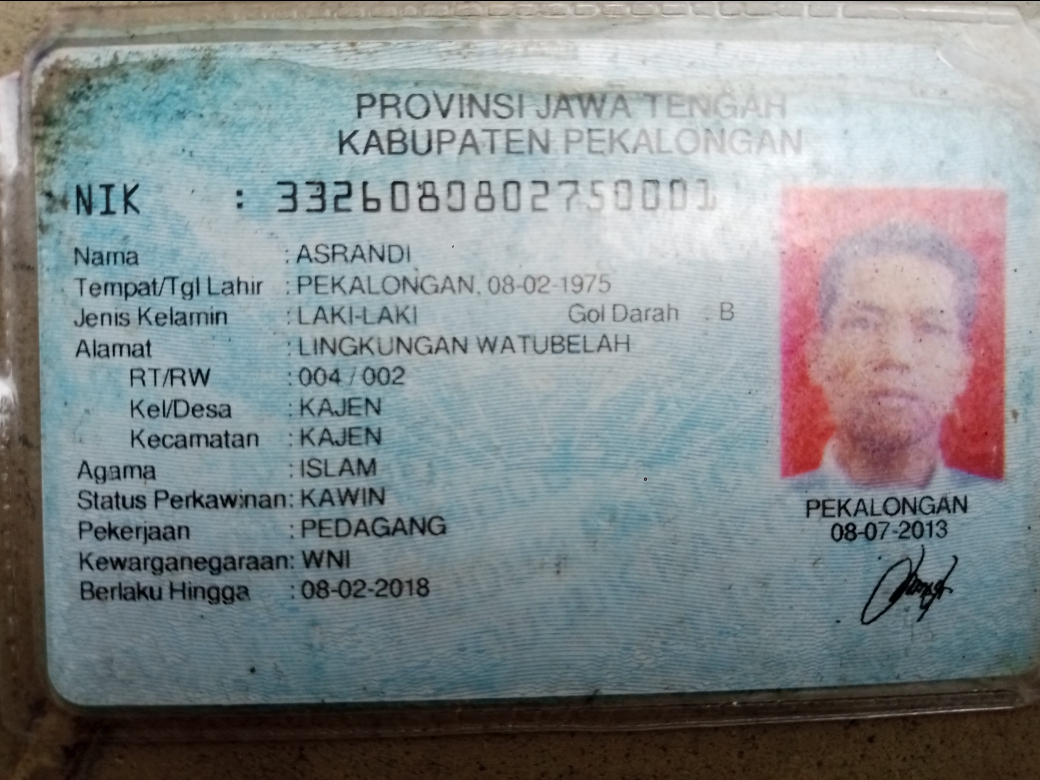 PROVINSI JAWA TENGAH
KABUPATEN PEKALONGAN
NIK : 3326080802750001
Nama : ASRANDI
Tempat/Tgl Lahir : PEKALONGAN, 08-02-1975
Jenis Kelamin : LAKI-LAKI Gol Darah : B
Alamat : LINGKUNGAN WATUBELAH
RT/RW : 004 / 002
Kel/Desa : KAJEN
Kecamatan : KAJEN
Agama : ISLAM
Status Perkawinan: KAWIN
Pekerjaan : PEDAGANG
Kewarganegaraan: WNI
Berlaku Hingga : 08-02-2018
PEKALONGAN
08-07-2013